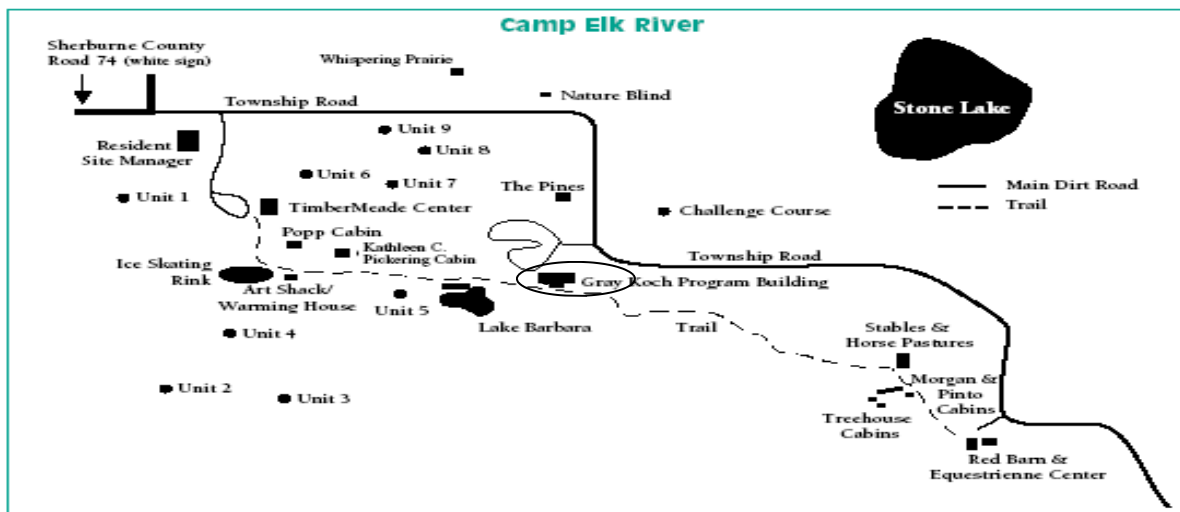 Camp Elk River
Sherburne County
Road 74 (white sign)
Whispering Prairie
Nature Blind
Township Road
Stone Lake
Unit 9
Resident
Site Manager
Unit 8
Unit 6
Unit 7
The Pines
Main Dirt Road
Unit 1
TimberMeade Center
Challenge Course
Trail
Popp Cabin
Kathleen C.
Pickering Cabin
Township Road
Ice Skating
Rink
Gray Koch Program Building
Art Shack/
Warming House
Unit 5
Lake Barbara
Trail
Stables &
Horse Pastures
Unit 4
Morgan &
Pinto
Cabins
Unit 2
Unit 3
Treehouse
Cabins
Red Barn &
Equestrienne Center